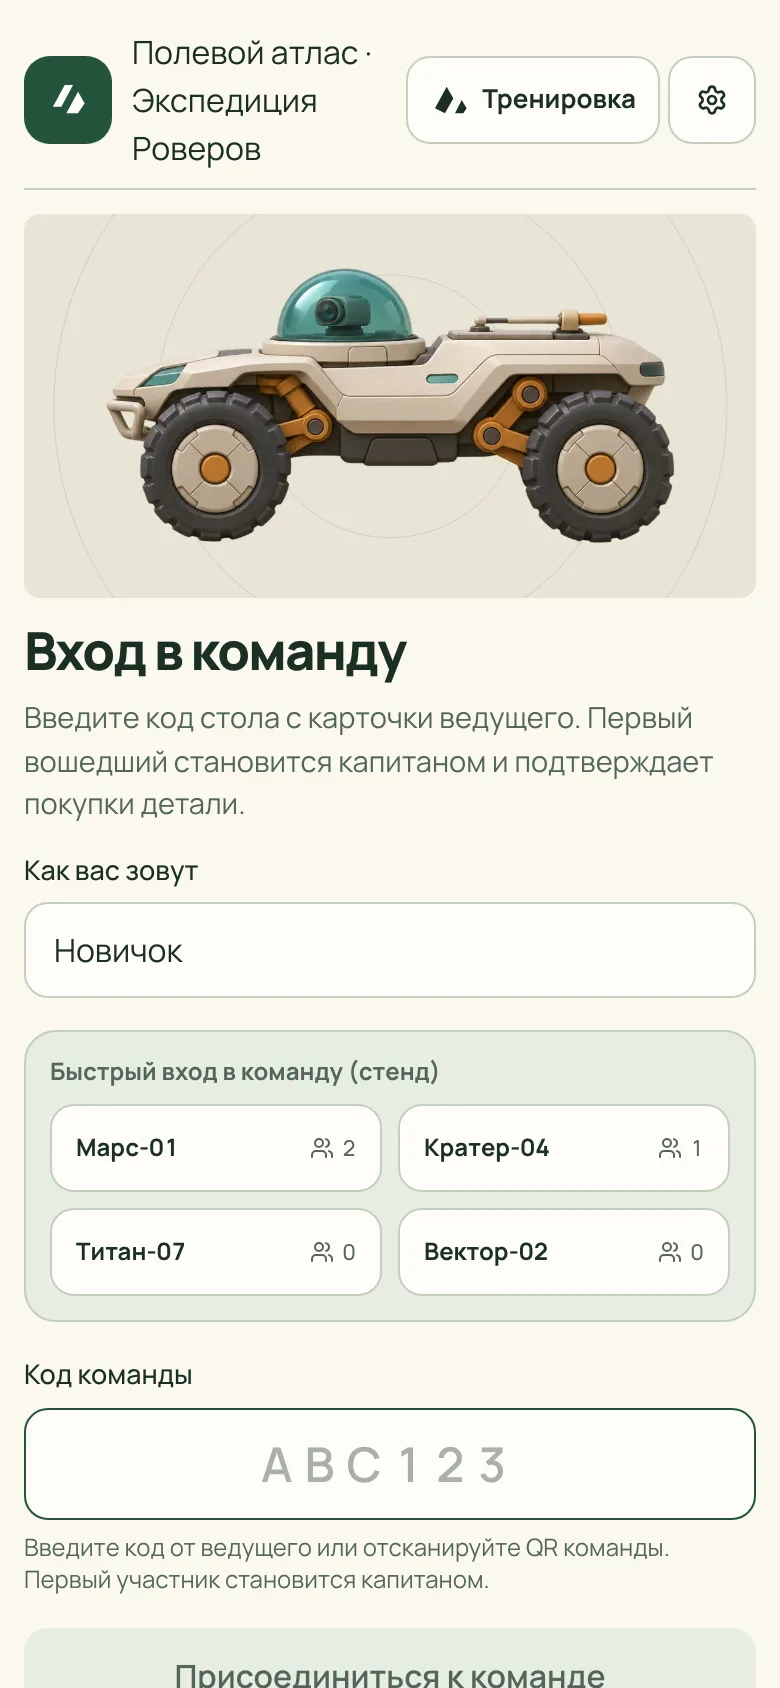 Полевой атлас ·
Экспедиция
Роверов
Тренировка
Вход в команду
Введите код стола с карточки ведущего. Первый
вошедший становится капитаном и подтверждает
покупки детали.
Как вас зовут
Новичок
Быстрый вход в команду (стенд)
Марс-01 2
Кратер-04 1
Титан-07 0
Вектор-02 0
Код команды
ABC123
Введите код от ведущего или отсканируйте QR команды.
Первый участник становится капитаном.
Присоединиться к команде